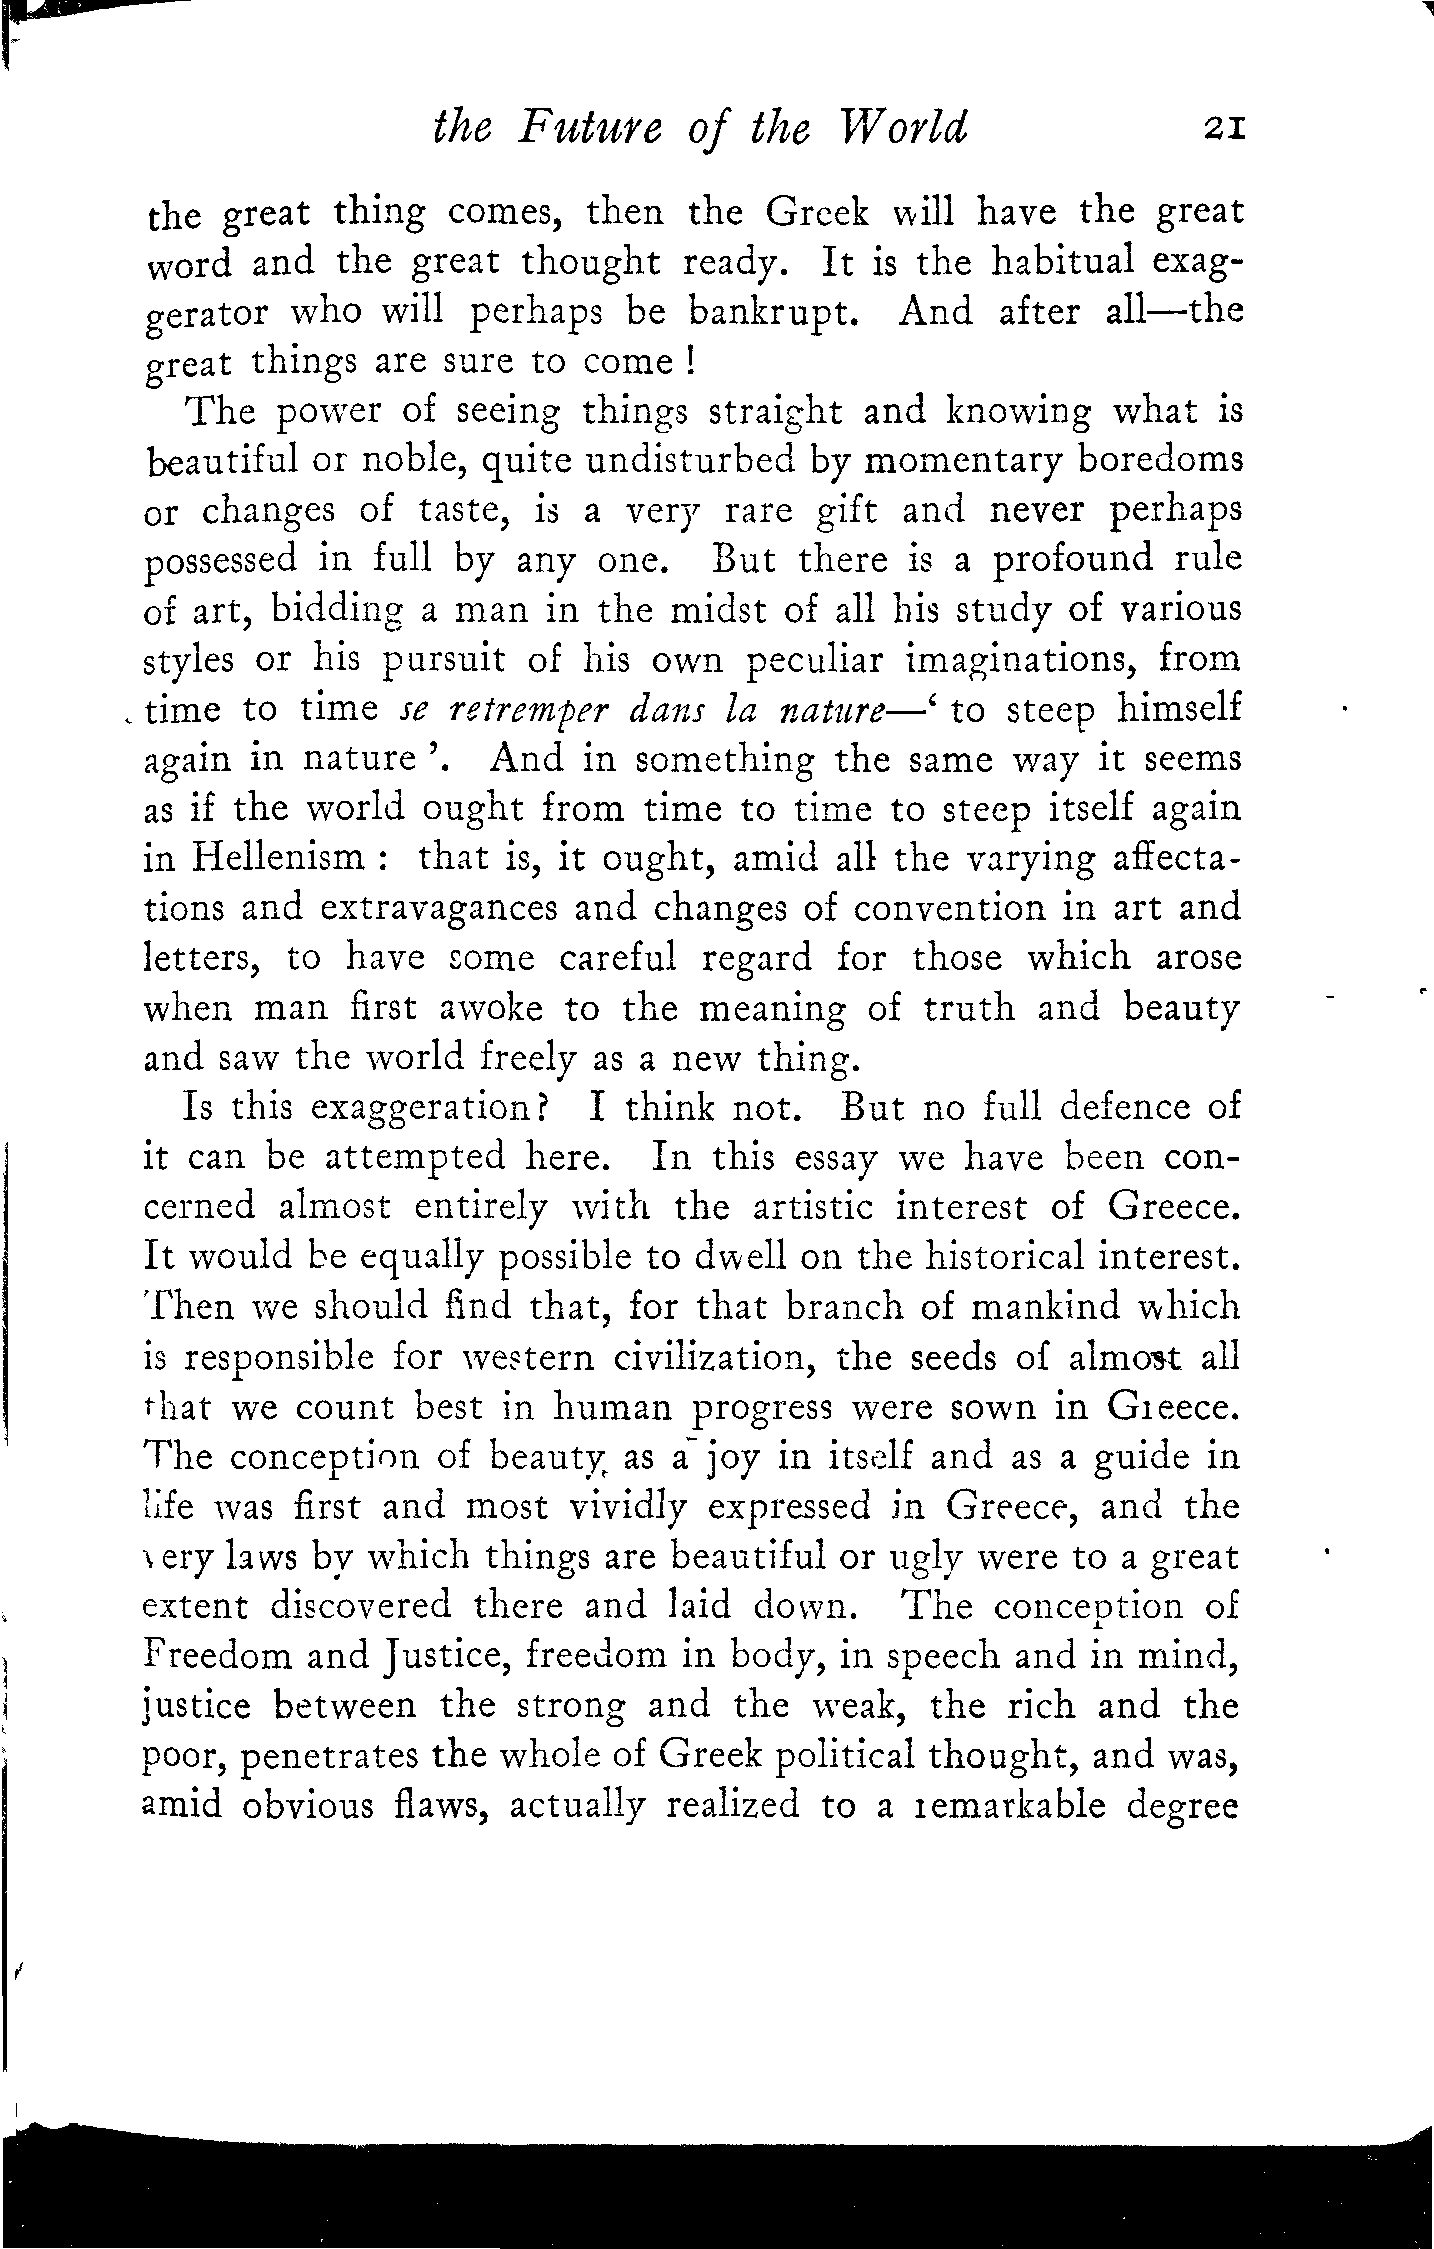 the Future of the World 21
the great thing comes, then the Greek will have the great
word and the great thought ready. It is the habitual exag-
gerator who will perhaps be bankrupt. And after all—the
great things are sure to come !
The power of seeing things straight and knowing what is
beautiful or noble, quite undisturbed by momentary boredoms
or changes of taste, is a very rare gift and never perhaps
possessed in full by any one. But there is a profound rule
of art, bidding a man in the midst of all his study of various
styles or his pursuit of his own peculiar imaginations, from
time to time se retremper dans la nature—‘ to steep himself
again in nature ’. And in something the same way it seems
as if the world ought from time to time to steep itself again
in Hellenism : that is, it ought, amid all the varying affecta-
tions and extravagances and changes of convention in art and
letters, to have some careful regard for those which arose
when man first awoke to the meaning of truth and beauty
and saw the world freely as a new thing.
Is this exaggeration? I think not. But no full defence of
it can be attempted here. In this essay we have been con-
cerned almost entirely with the artistic interest of Greece.
It would be equally possible to dwell on the historical interest.
Then we should find that, for that branch of mankind which
is responsible for western civilization, the seeds of almost all
that we count best in human progress were sown in Greece.
The conception of beauty as a joy in itself and as a guide in
life was first and most vividly expressed in Greece, and the
very laws by which things are beautiful or ugly were to a great
extent discovered there and laid down. The conception of
Freedom and Justice, freedom in body, in speech and in mind,
justice between the strong and the weak, the rich and the
poor, penetrates the whole of Greek political thought, and was,
amid obvious flaws, actually realized to a remarkable degree